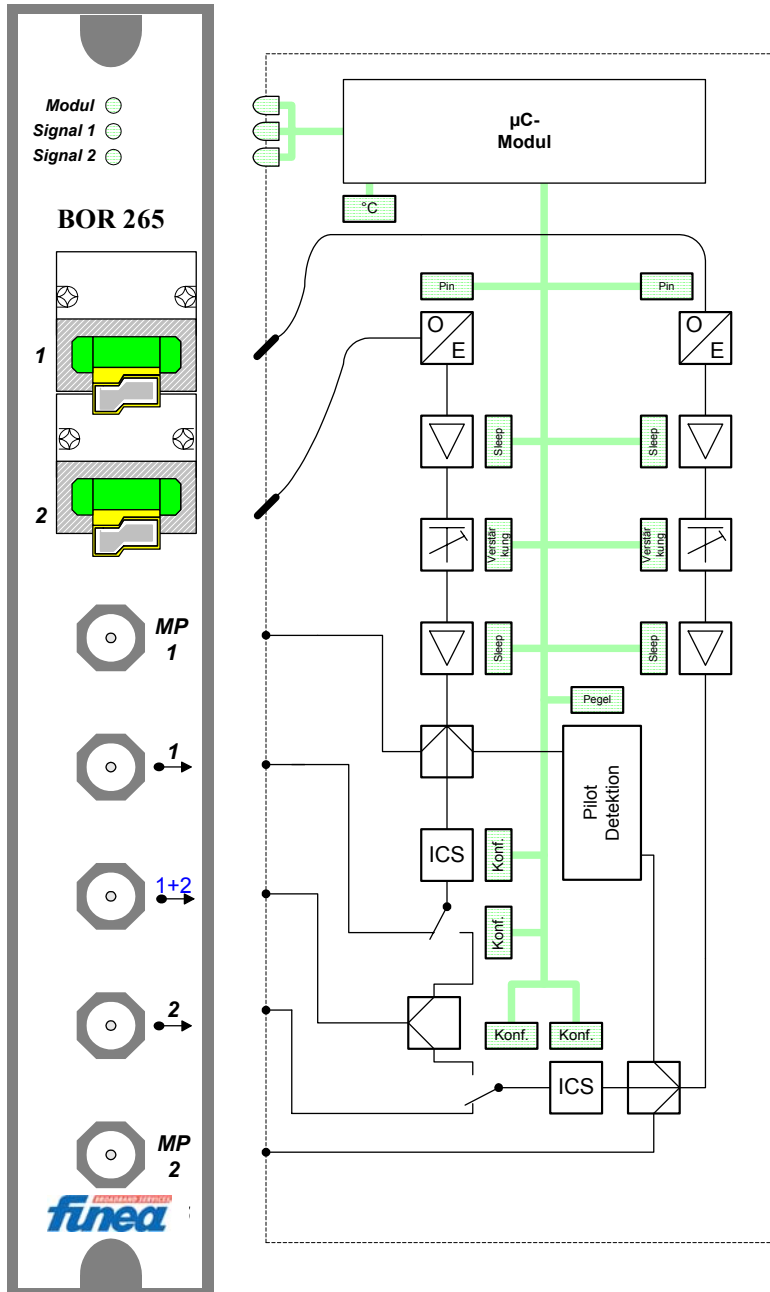 Modul
Signal 1
Signal 2
BOR 265
1
2
MP
1
1
1+2
2
MP
2
BROADBAND SERVICES
funea
µC-
Modul
°C
Pin
Pin
O
E
O
E
Sleep
Sleep
Verstär
kung
Verstär
kung
Sleep
Sleep
Pegel
Pilot
Detektion
ICS
Konf.
Konf.
Konf.
Konf.
ICS